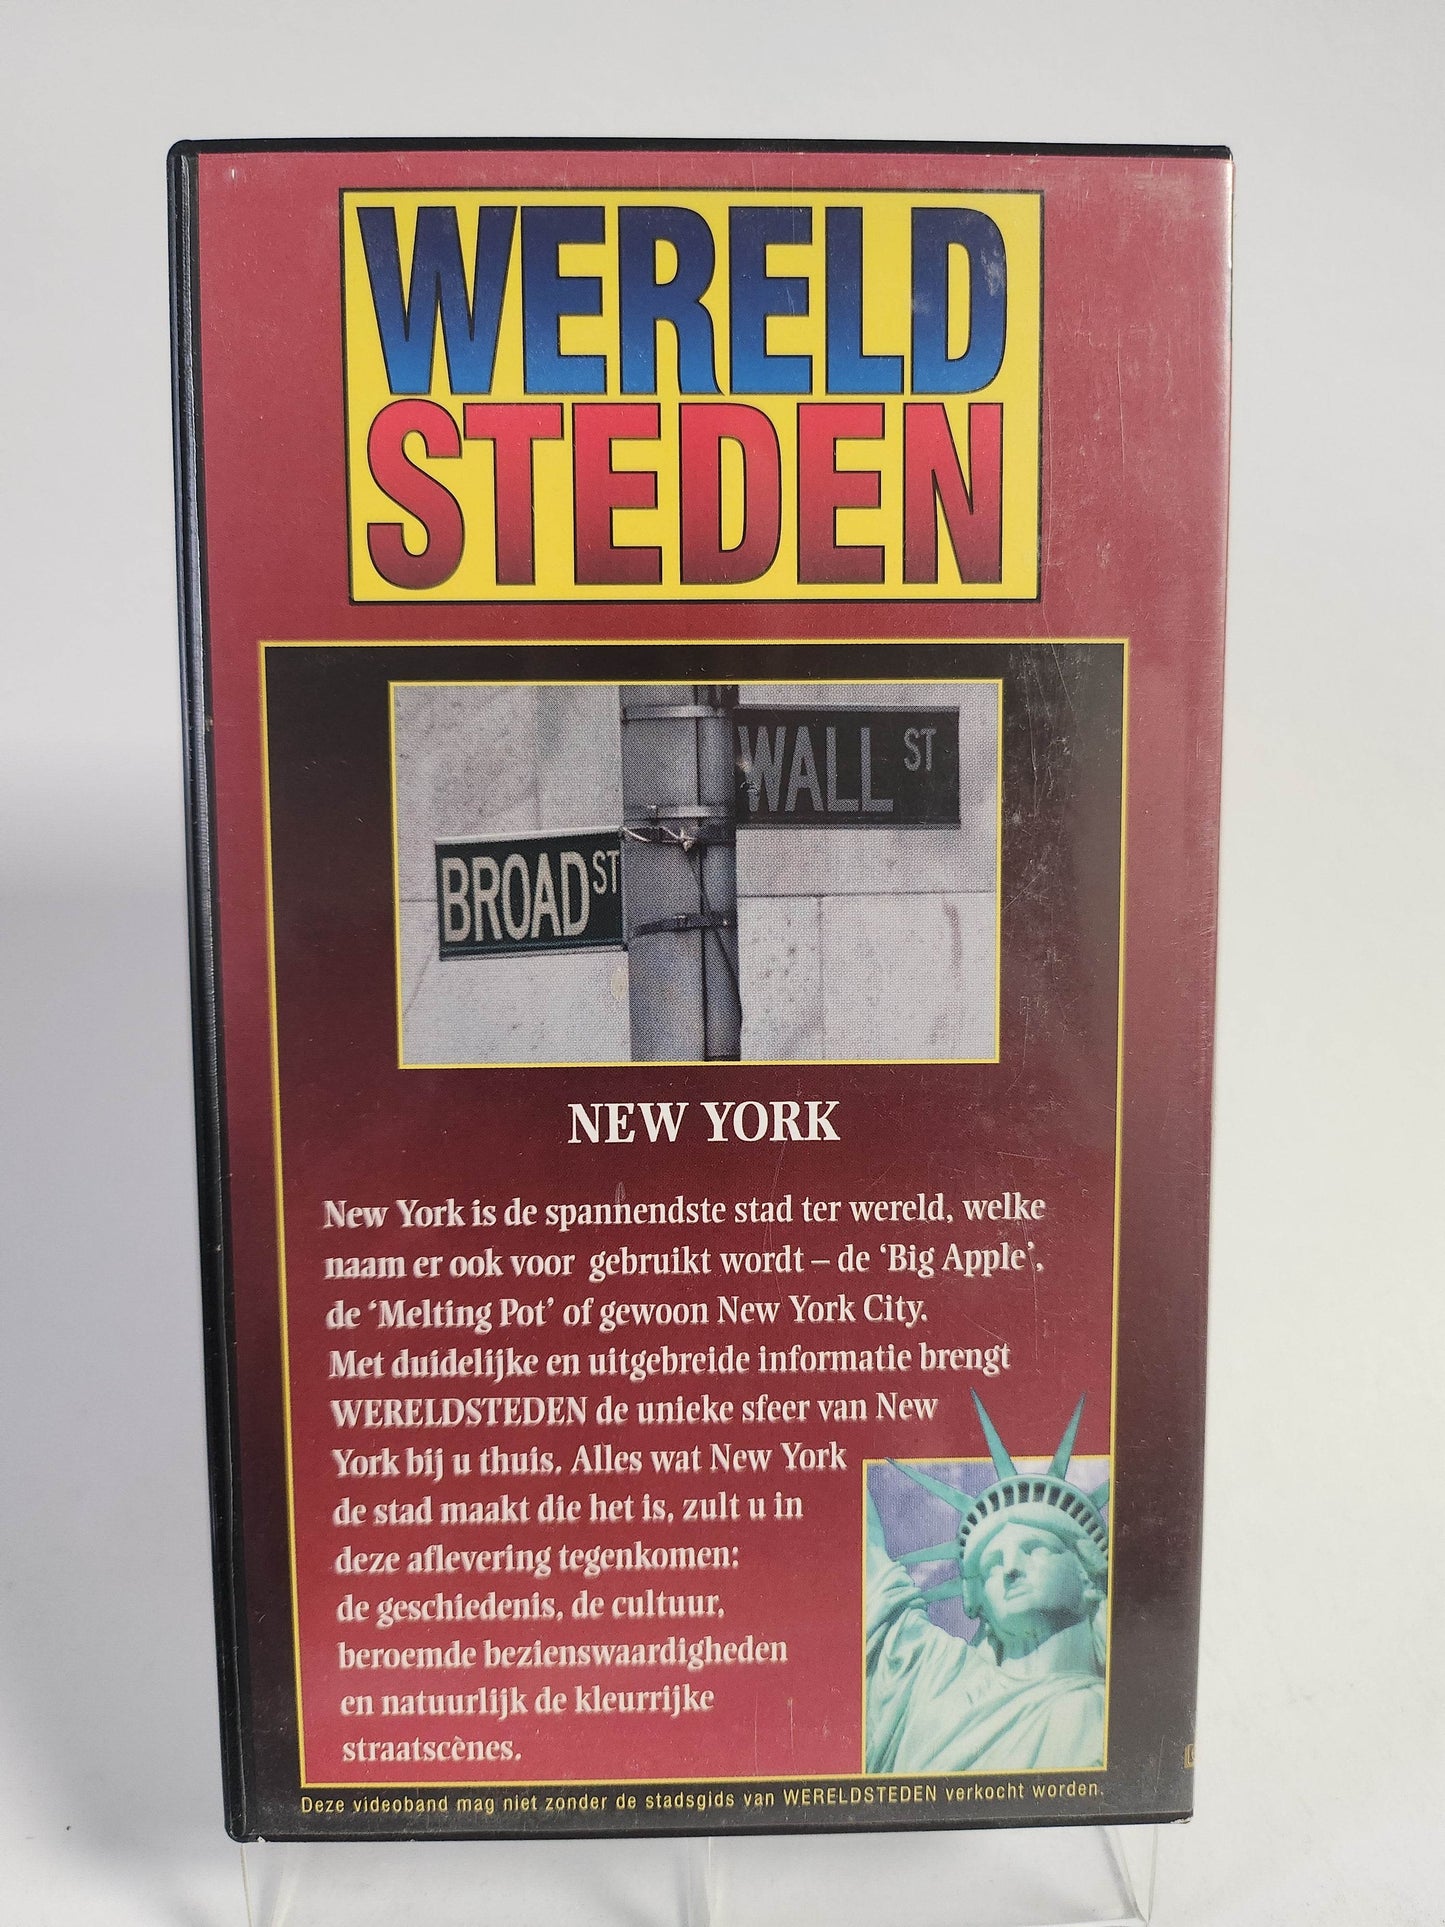 WERELD
STEDEN
WALL ST
BROAD ST
NEW YORK
New York is de spannendste stad ter wereld, welke
naam er ook voor gebruikt wordt – de ‘Big Apple’,
de ‘Melting Pot’ of gewoon New York City.
Met duidelijke en uitgebreide informatie brengt
WERELDSTEDEN de unieke sfeer van New
York bij u thuis. Alles wat New York
de stad maakt die het is, zult u in
deze aflevering tegenkomen:
de geschiedenis, de cultuur,
beroemde bezienswaardigheden
en natuurlijk de kleurrijke
straatscènes.
Deze videoband mag niet zonder de stadsgids van WERELDSTEDEN verkocht worden.